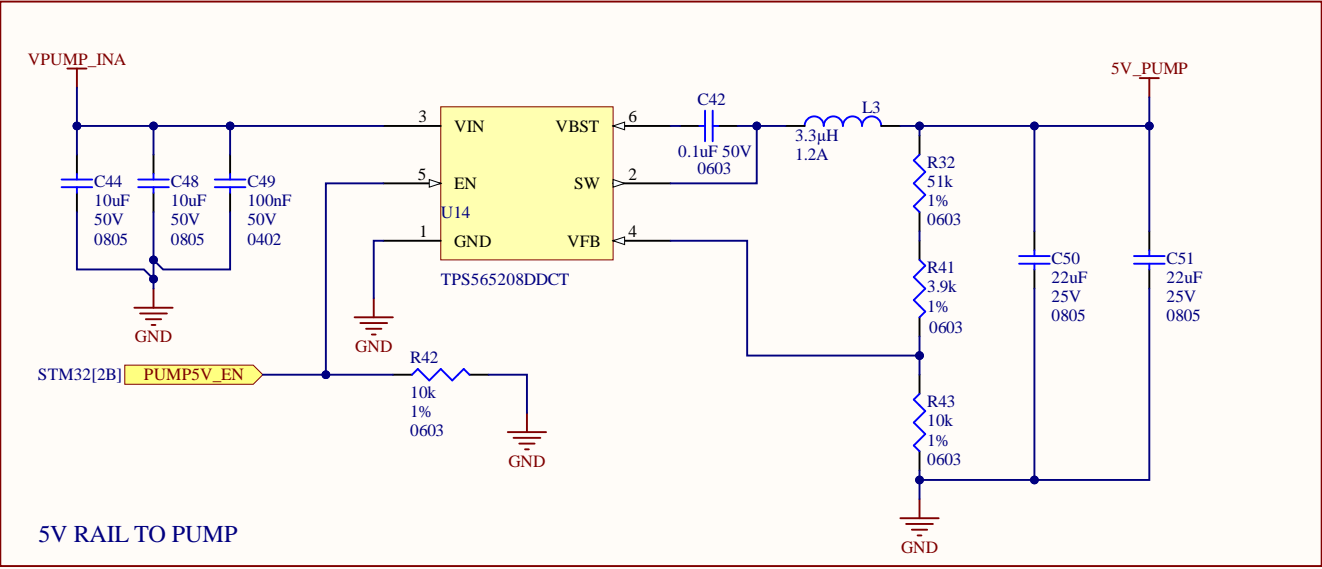 VPUMP_INA
5V_PUMP
C44
10uF
50V
0805
C48
10uF
50V
0805
C49
100nF
50V
0402
3
VIN
5
EN
U14
1
GND
VBST
6
SW
2
VFB
4
TPS565208DDCT
C42
0.1uF 50V
0603
L3
3.3µH
1.2A
R32
51k
1%
0603
R41
3.9k
1%
0603
R43
10k
1%
0603
C50
22uF
25V
0805
C51
22uF
25V
0805
GND
GND
STM32[2B]
PUMP5V_EN
R42
10k
1%
0603
GND
GND
5V RAIL TO PUMP